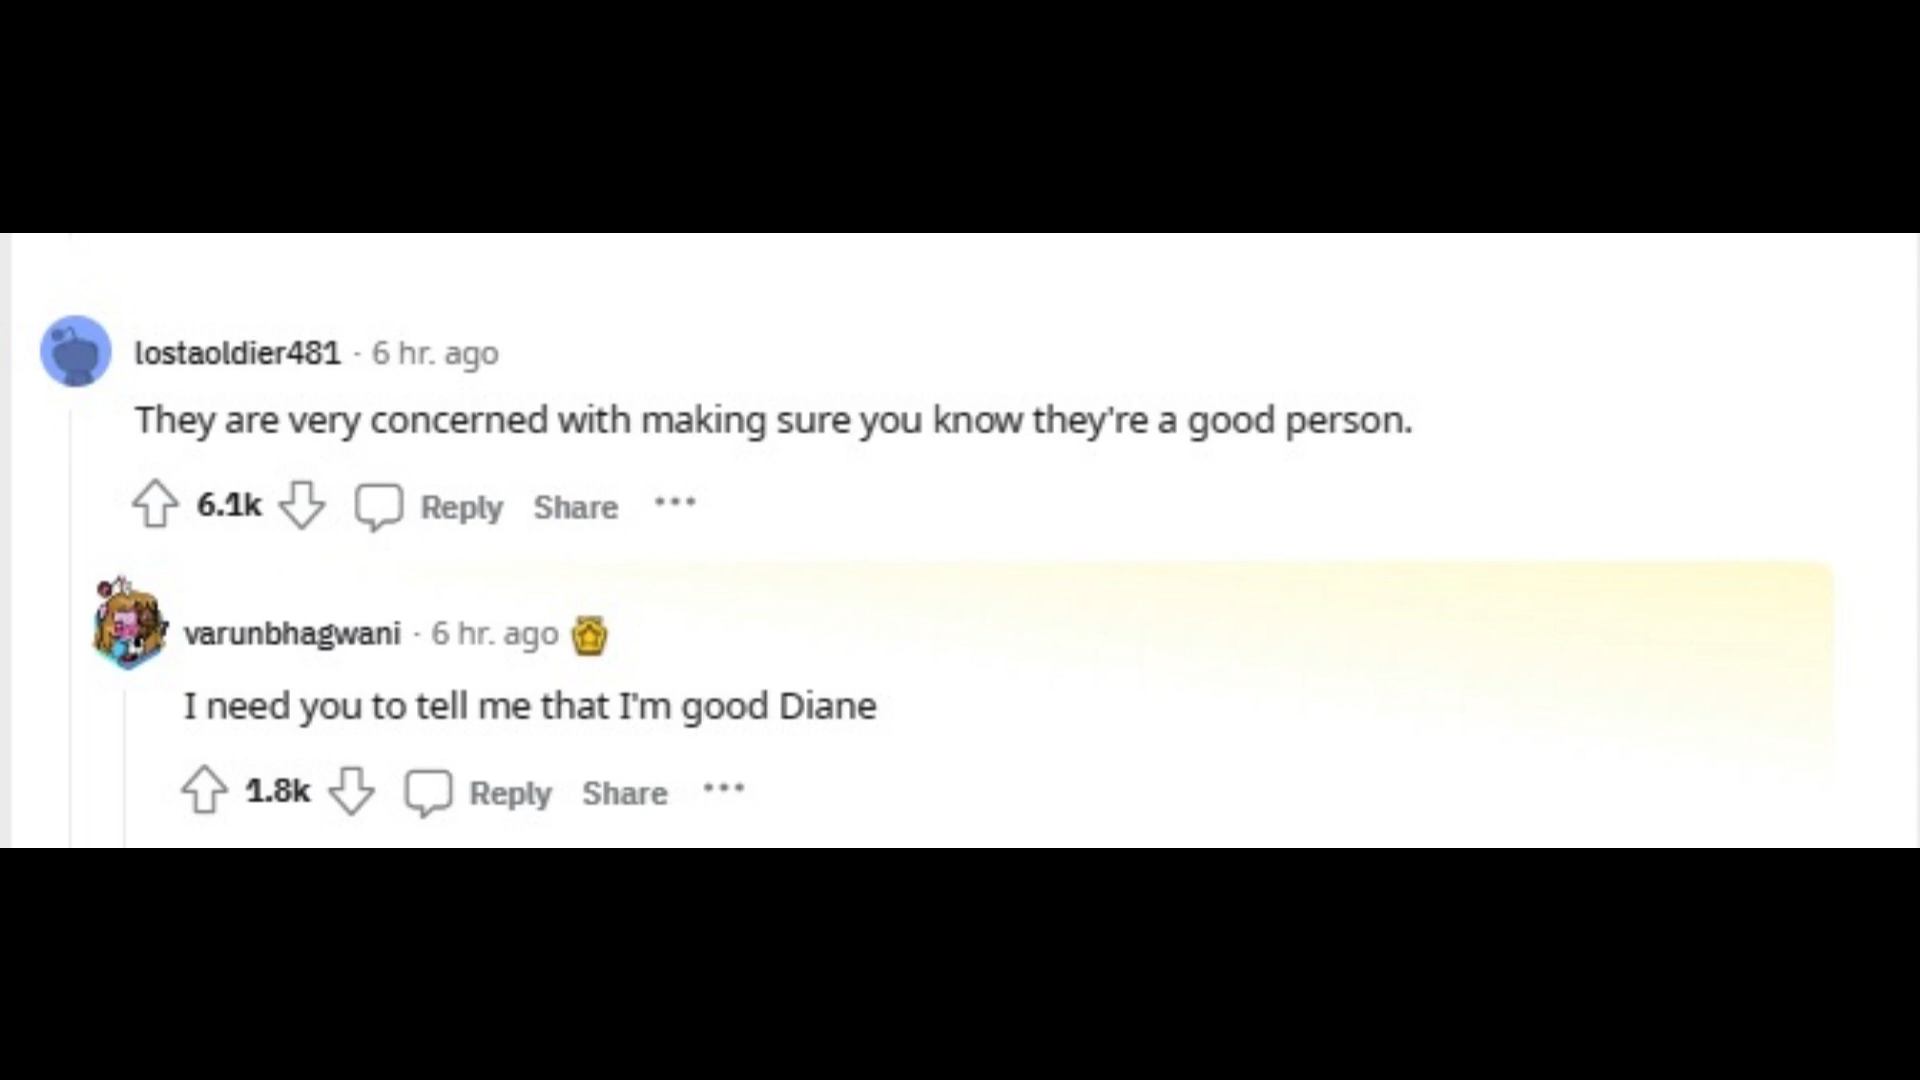 lostaoldier481 · 6 hr. ago
They are very concerned with making sure you know they're a good person.
6.1k Reply Share ···
varunbhagwani · 6 hr. ago
I need you to tell me that I'm good Diane
1.8k Reply Share ···